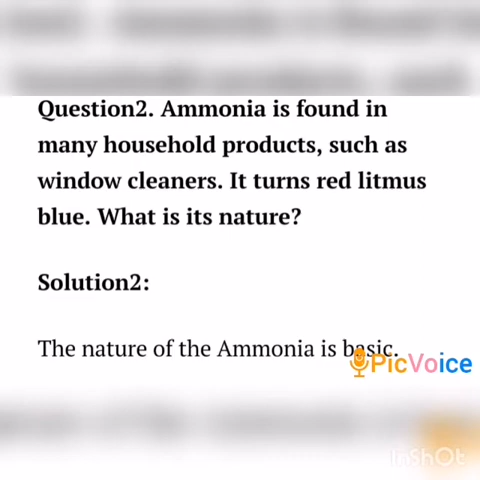 Question2. Ammonia is found in
many household products, such as
window cleaners. It turns red litmus
blue. What is its nature?
Solution2:
The nature of the Ammonia is basic.
PicVoice
InShOt